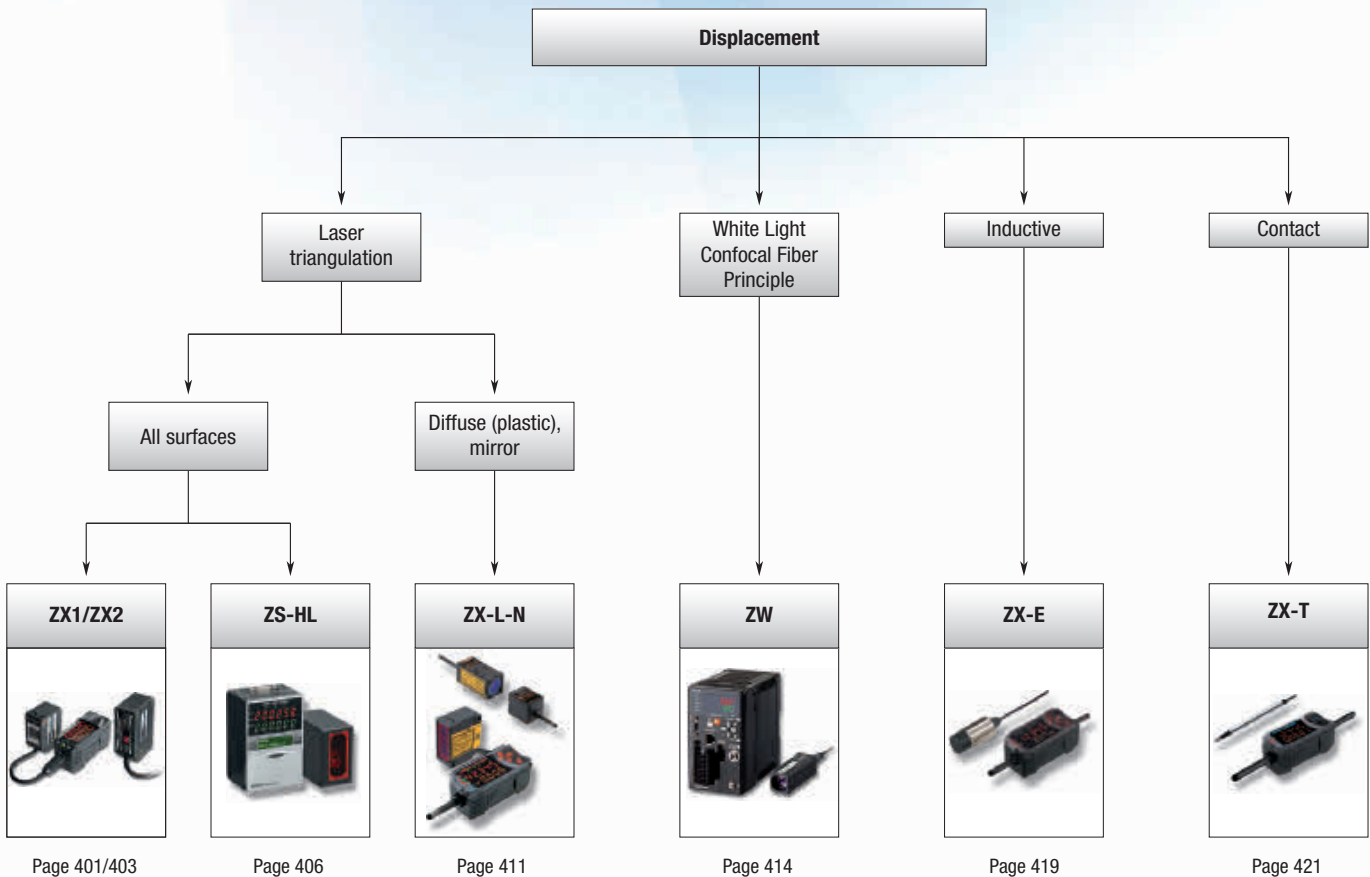 Displacement
Laser
triangulation
White Light
Confocal Fiber
Principle
Inductive
Contact
All surfaces
Diffuse (plastic),
mirror
ZX1/ZX2
ZS-HL
ZX-L-N
ZW
ZX-E
ZX-T
Page 401/403
Page 406
Page 411
Page 414
Page 419
Page 421